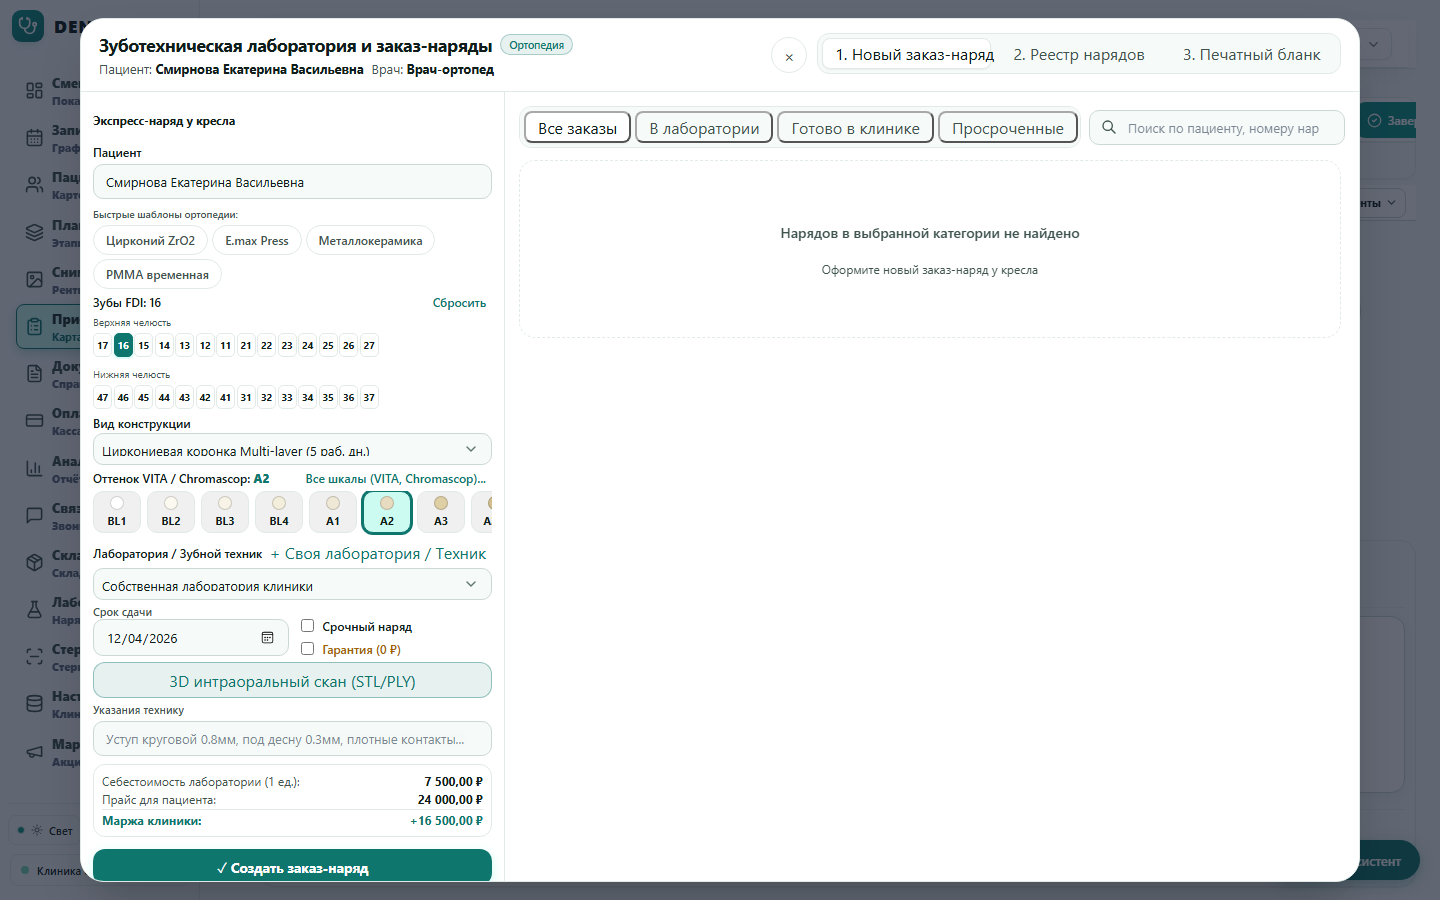 Зуботехническая лаборатория и заказ-наряды
Ортопедия
Пациент: Смирнова Екатерина Васильевна Врач: Врач-ортопед
×
1. Новый заказ-наряд
2. Реестр нарядов
3. Печатный бланк
Экспресс-наряд у кресла
Пациент
Смирнова Екатерина Васильевна
Быстрые шаблоны ортопедии:
Цирконий ZrO2
E.max Press
Металлокерамика
PMMA временная
Зубы FDI: 16
Сбросить
Верхняя челюсть
17 16 15 14 13 12 11 21 22 23 24 25 26 27
Нижняя челюсть
47 46 45 44 43 42 41 31 32 33 34 35 36 37
Вид конструкции
Циркониевая коронка Multi-layer (5 раб. дн.)
Оттенок VITA / Chromascop: A2
Все шкалы (VITA, Chromascop)...
BL1 BL2 BL3 BL4 A1 A2 A3
Лаборатория / Зубной техник
+ Своя лаборатория / Техник
Собственная лаборатория клиники
Срок сдачи
12/04/2026
Срочный наряд
Гарантия (0 ₽)
3D интраоральный скан (STL/PLY)
Указания технику
Уступ круговой 0.8мм, под десну 0.3мм, плотные контакты...
Себестоимость лаборатории (1 ед.): 7 500,00 ₽
Прайс для пациента: 24 000,00 ₽
Маржа клиники: +16 500,00 ₽
✓ Создать заказ-наряд
Все заказы
В лаборатории
Готово в клинике
Просроченные
Поиск по пациенту, номеру нар
Нарядов в выбранной категории не найдено
Оформите новый заказ-наряд у кресла
Свет
Клиника